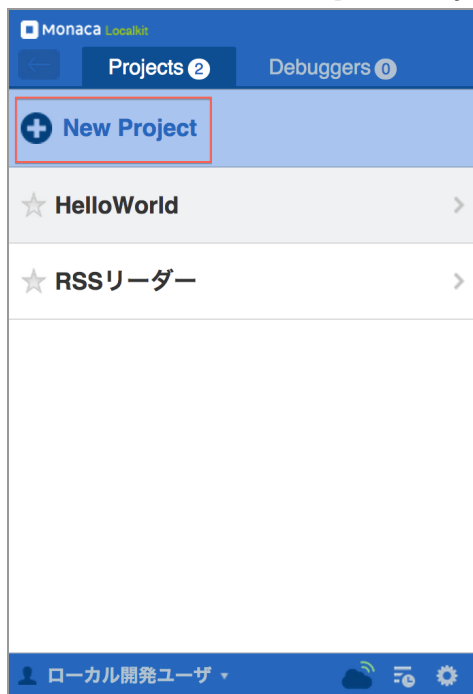 Monaca Localkit
Projects 2 Debuggers 0
New Project
HelloWorld
RSSリーダー
ローカル開発ユーザ